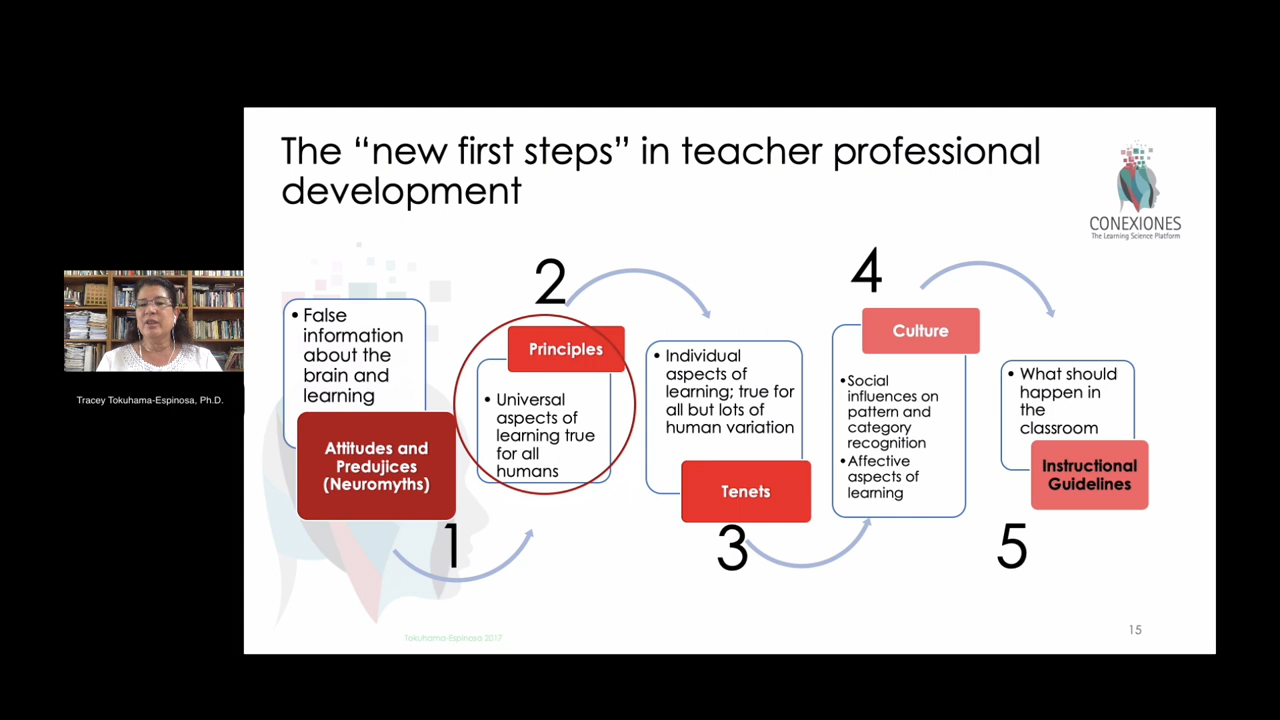 The “new first steps” in teacher professional
development
CONEXIONES
The Learning Science Platform
• False
information
about the
brain and
learning
Attitudes and
Predujices
(Neuromyths)
1
2
Principles
• Universal
aspects of
learning true
for all
humans
• Individual
aspects of
learning; true for
all but lots of
human variation
Tenets
3
4
Culture
•Social
influences on
pattern and
category
recognition
•Affective
aspects of
learning
• What should
happen in
the
classroom
Instructional
Guidelines
5
Tracey Tokuhama-Espinosa, Ph.D.
Tokuhama-Espinosa 2017
15